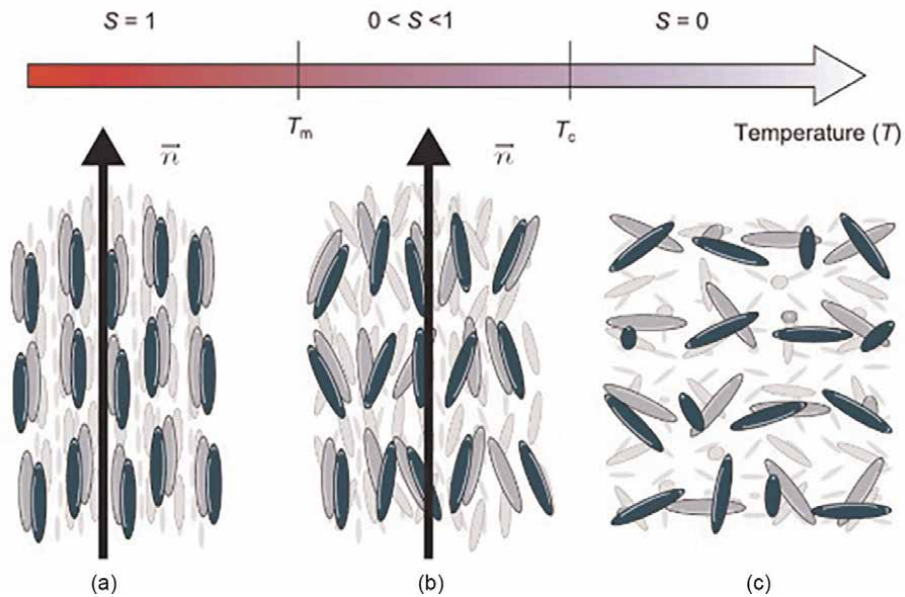 S = 1
0 < S <1
S = 0
Tm
Tc
Temperature (T)
n
n
(a)
(b)
(c)